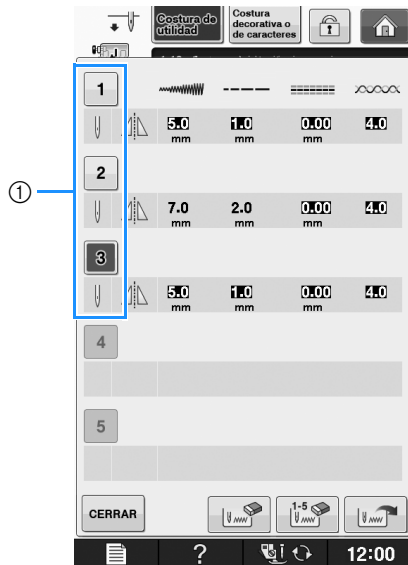 Costura de
utilidad
Costura
decorativa o
de caracteres
1
5.0 mm 1.0 mm 0.00 mm 4.0
2
①
7.0 mm 2.0 mm 0.00 mm 4.0
3
5.0 mm 1.0 mm 0.00 mm 4.0
4
5
CERRAR
1-5
?
12:00